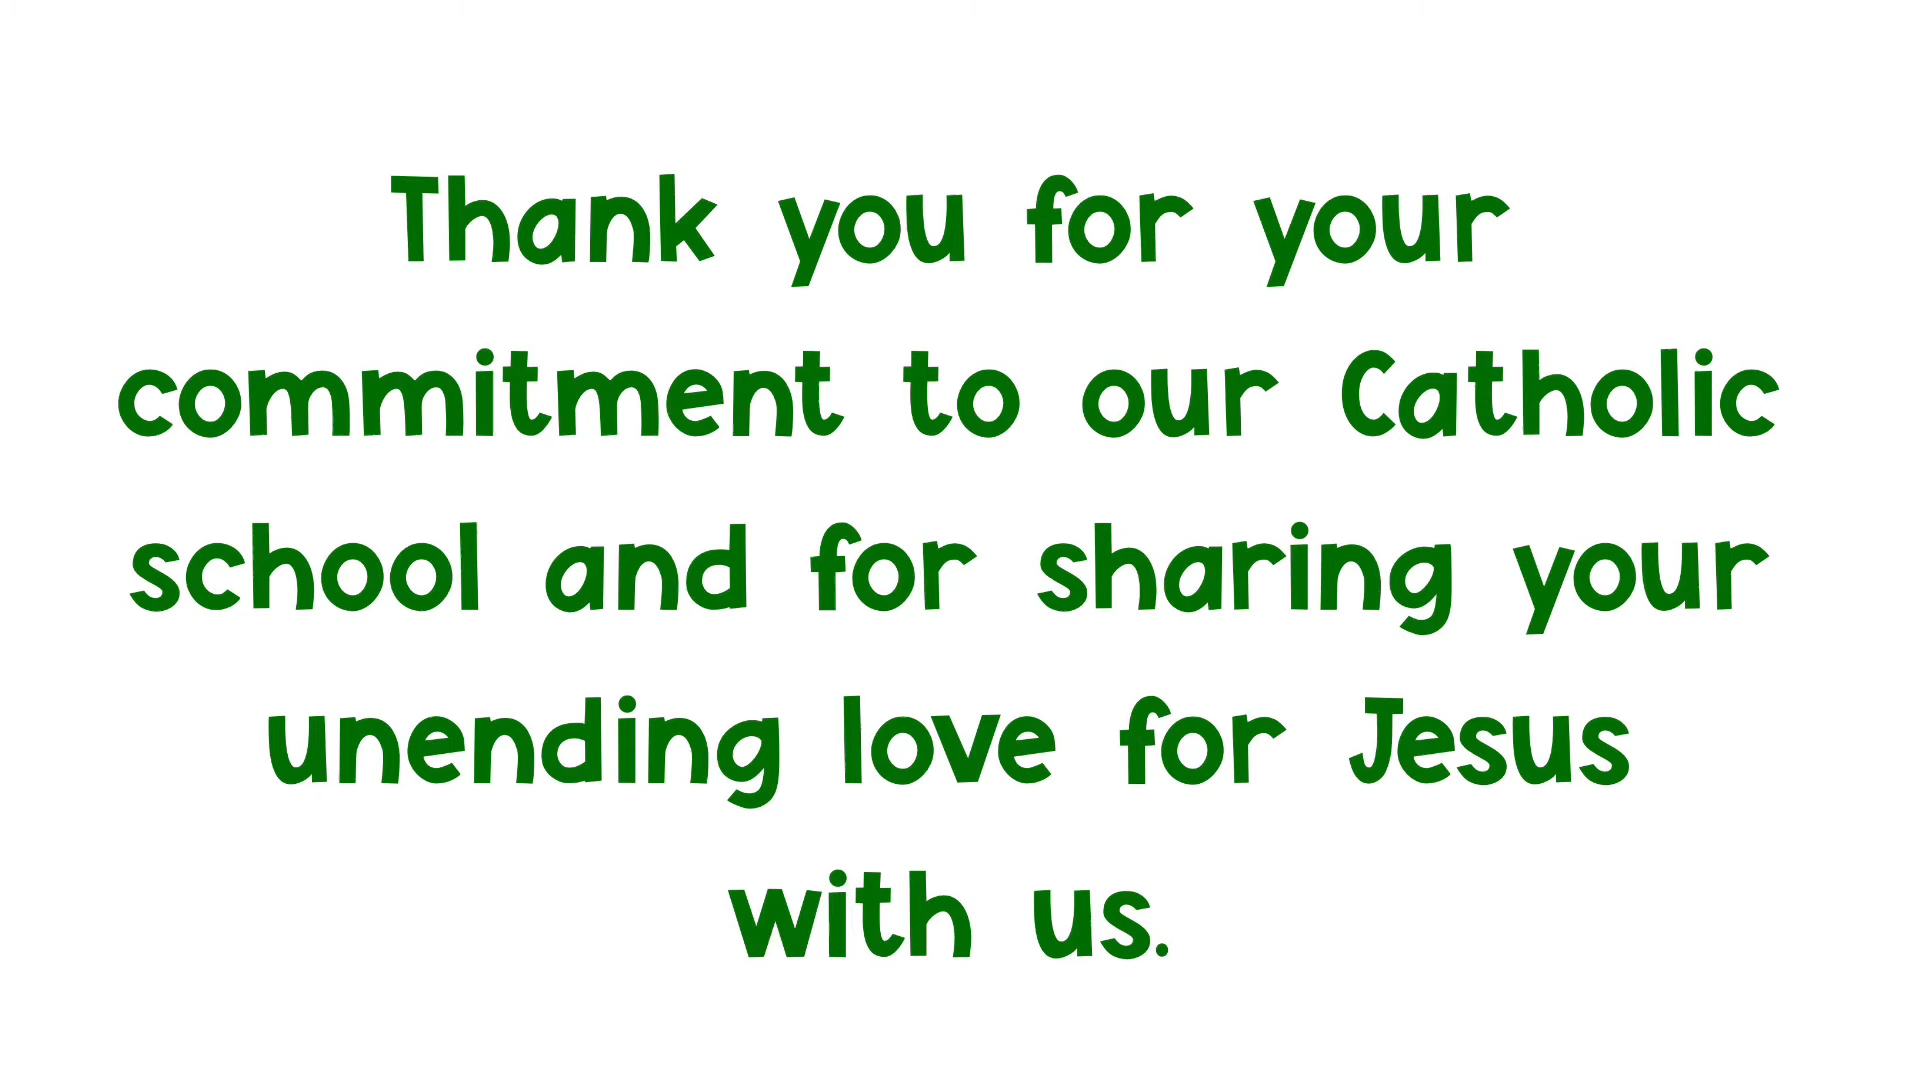 Thank you for your
commitment to our Catholic
school and for sharing your
unending love for Jesus
with us.